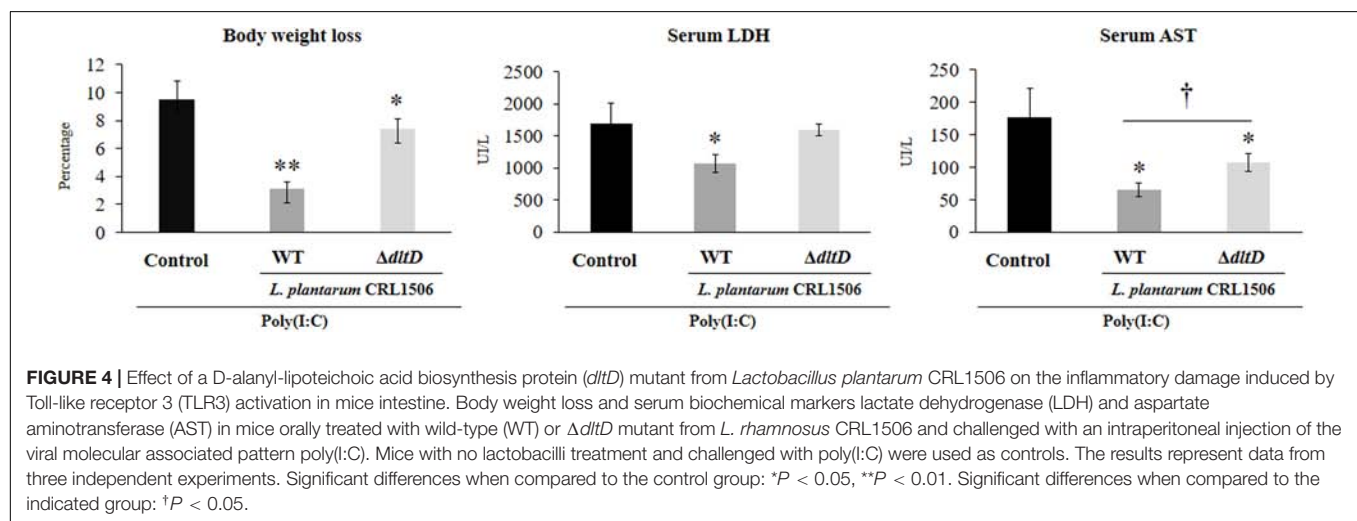 Body weight loss
Percentage
12
10
8
6
4
2
0
**
*
Control
WT
ΔdltD
L. plantarum CRL1506
Poly(I:C)
Serum LDH
UI/L
2500
2000
1500
1000
500
0
*
Control
WT
ΔdltD
L. plantarum CRL1506
Poly(I:C)
Serum AST
UI/L
250
200
150
100
50
0
†
*
*
Control
WT
ΔdltD
L. plantarum CRL1506
Poly(I:C)
FIGURE 4 | Effect of a D-alanyl-lipoteichoic acid biosynthesis protein (dltD) mutant from Lactobacillus plantarum CRL1506 on the inflammatory damage induced by
Toll-like receptor 3 (TLR3) activation in mice intestine. Body weight loss and serum biochemical markers lactate dehydrogenase (LDH) and aspartate
aminotransferase (AST) in mice orally treated with wild-type (WT) or ΔdltD mutant from L. rhamnosus CRL1506 and challenged with an intraperitoneal injection of the
viral molecular associated pattern poly(I:C). Mice with no lactobacilli treatment and challenged with poly(I:C) were used as controls. The results represent data from
three independent experiments. Significant differences when compared to the control group: *P < 0.05, **P < 0.01. Significant differences when compared to the
indicated group: †P < 0.05.